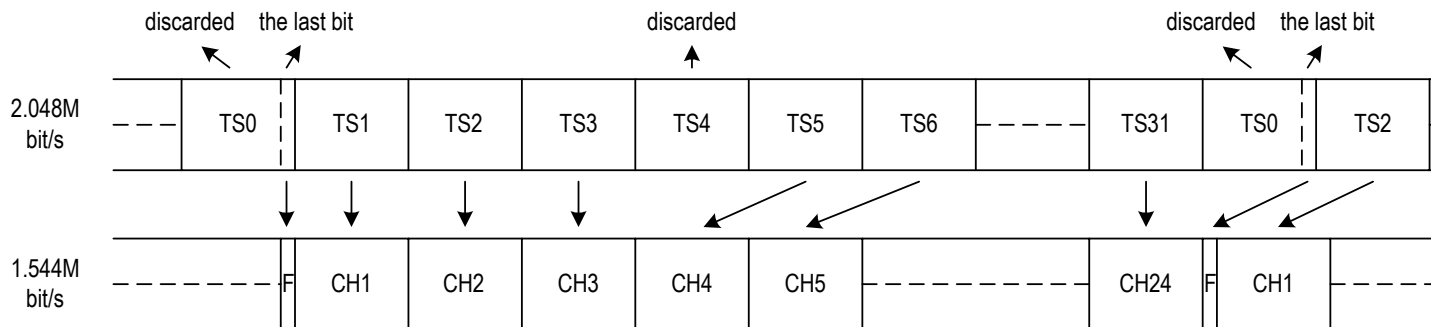 discarded the last bit discarded discarded the last bit
2.048M
bit/s
TS0 TS1 TS2 TS3 TS4 TS5 TS6 TS31 TS0 TS2
1.544M
bit/s
F CH1 CH2 CH3 CH4 CH5 CH24 F CH1